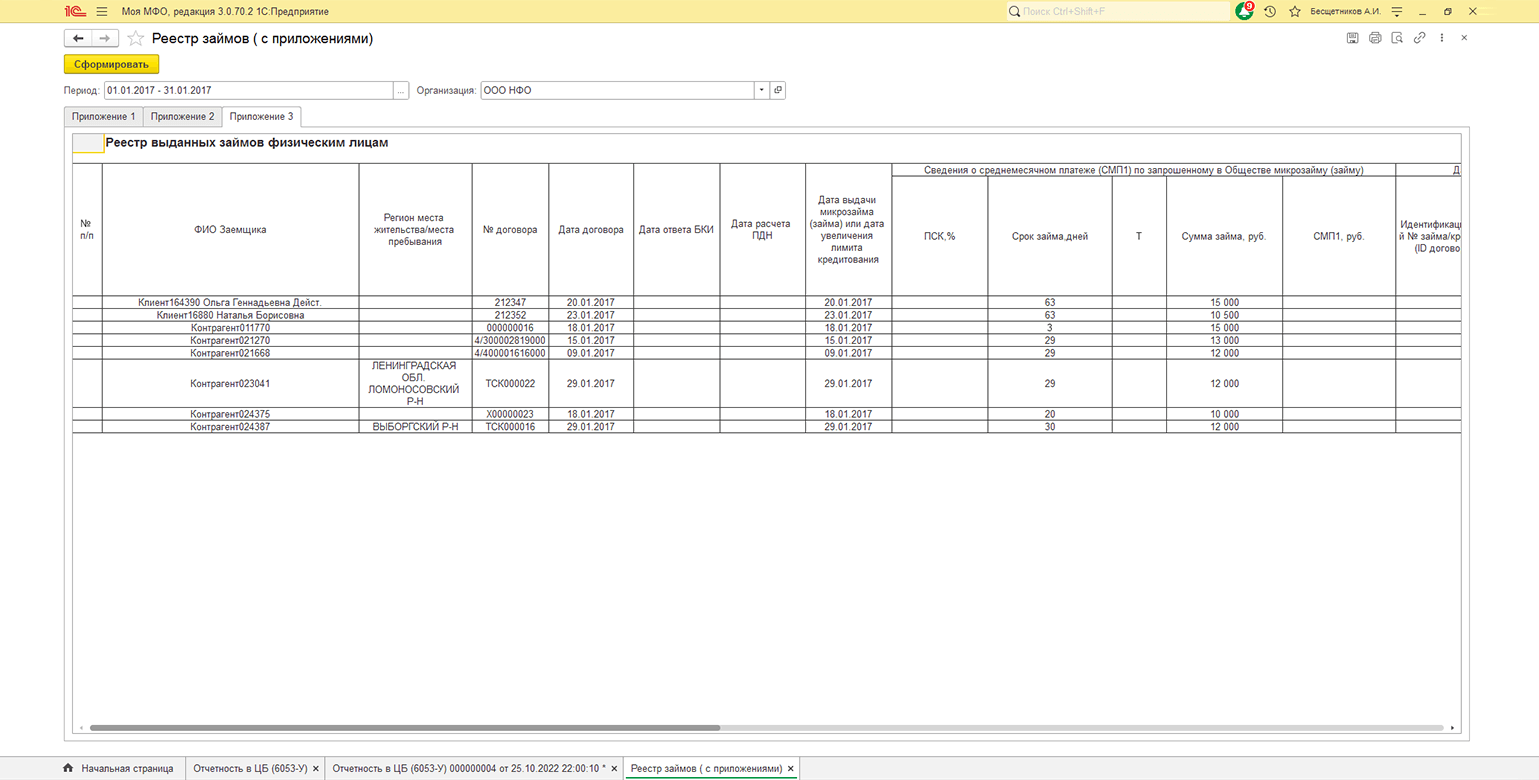 1С Моя МФО, редакция 3.0.70.2 1С:Предприятие Поиск Ctrl+Shift+F 9 Бесщетников А.И.
Реестр займов ( с приложениями)
Сформировать
Период: 01.01.2017 - 31.01.2017 ... Организация: ООО НФО
Приложение 1 Приложение 2 Приложение 3
Реестр выданных займов физическим лицам
Сведения о среднемесячном платеже (СМП1) по запрошенному в Обществе микрозайму (займу) Д
№
п/п
ФИО Заемщика
Регион места
жительства/места
пребывания
№ договора
Дата договора
Дата ответа БКИ
Дата расчета
ПДН
Дата выдачи
микрозайма
(займа) или дата
увеличения
лимита
кредитования
ПСК,%
Срок займа,дней
Т
Сумма займа, руб.
СМП1, руб.
Идентификац
й № займа/кр
(ID догово
Клиент164390 Ольга Геннадьевна Дейст. 212347 20.01.2017 20.01.2017 63 15 000
Клиент16880 Наталья Борисовна 212352 23.01.2017 23.01.2017 63 10 500
Контрагент011770 000000016 18.01.2017 18.01.2017 3 15 000
Контрагент021270 4/300002819000 15.01.2017 15.01.2017 29 13 000
Контрагент021668 4/400001616000 09.01.2017 09.01.2017 29 12 000
ЛЕНИНГРАДСКАЯ
ОБЛ.
Контрагент023041 ЛОМОНОСОВСКИЙ ТСК000022 29.01.2017 29.01.2017 29 12 000
Р-Н
Контрагент024375 Х00000023 18.01.2017 18.01.2017 20 10 000
Контрагент024387 ВЫБОРГСКИЙ Р-Н ТСК000016 29.01.2017 29.01.2017 30 12 000
Начальная страница Отчетность в ЦБ (6053-У) Отчетность в ЦБ (6053-У) 000000004 от 25.10.2022 22:00:10 * Реестр займов ( с приложениями)